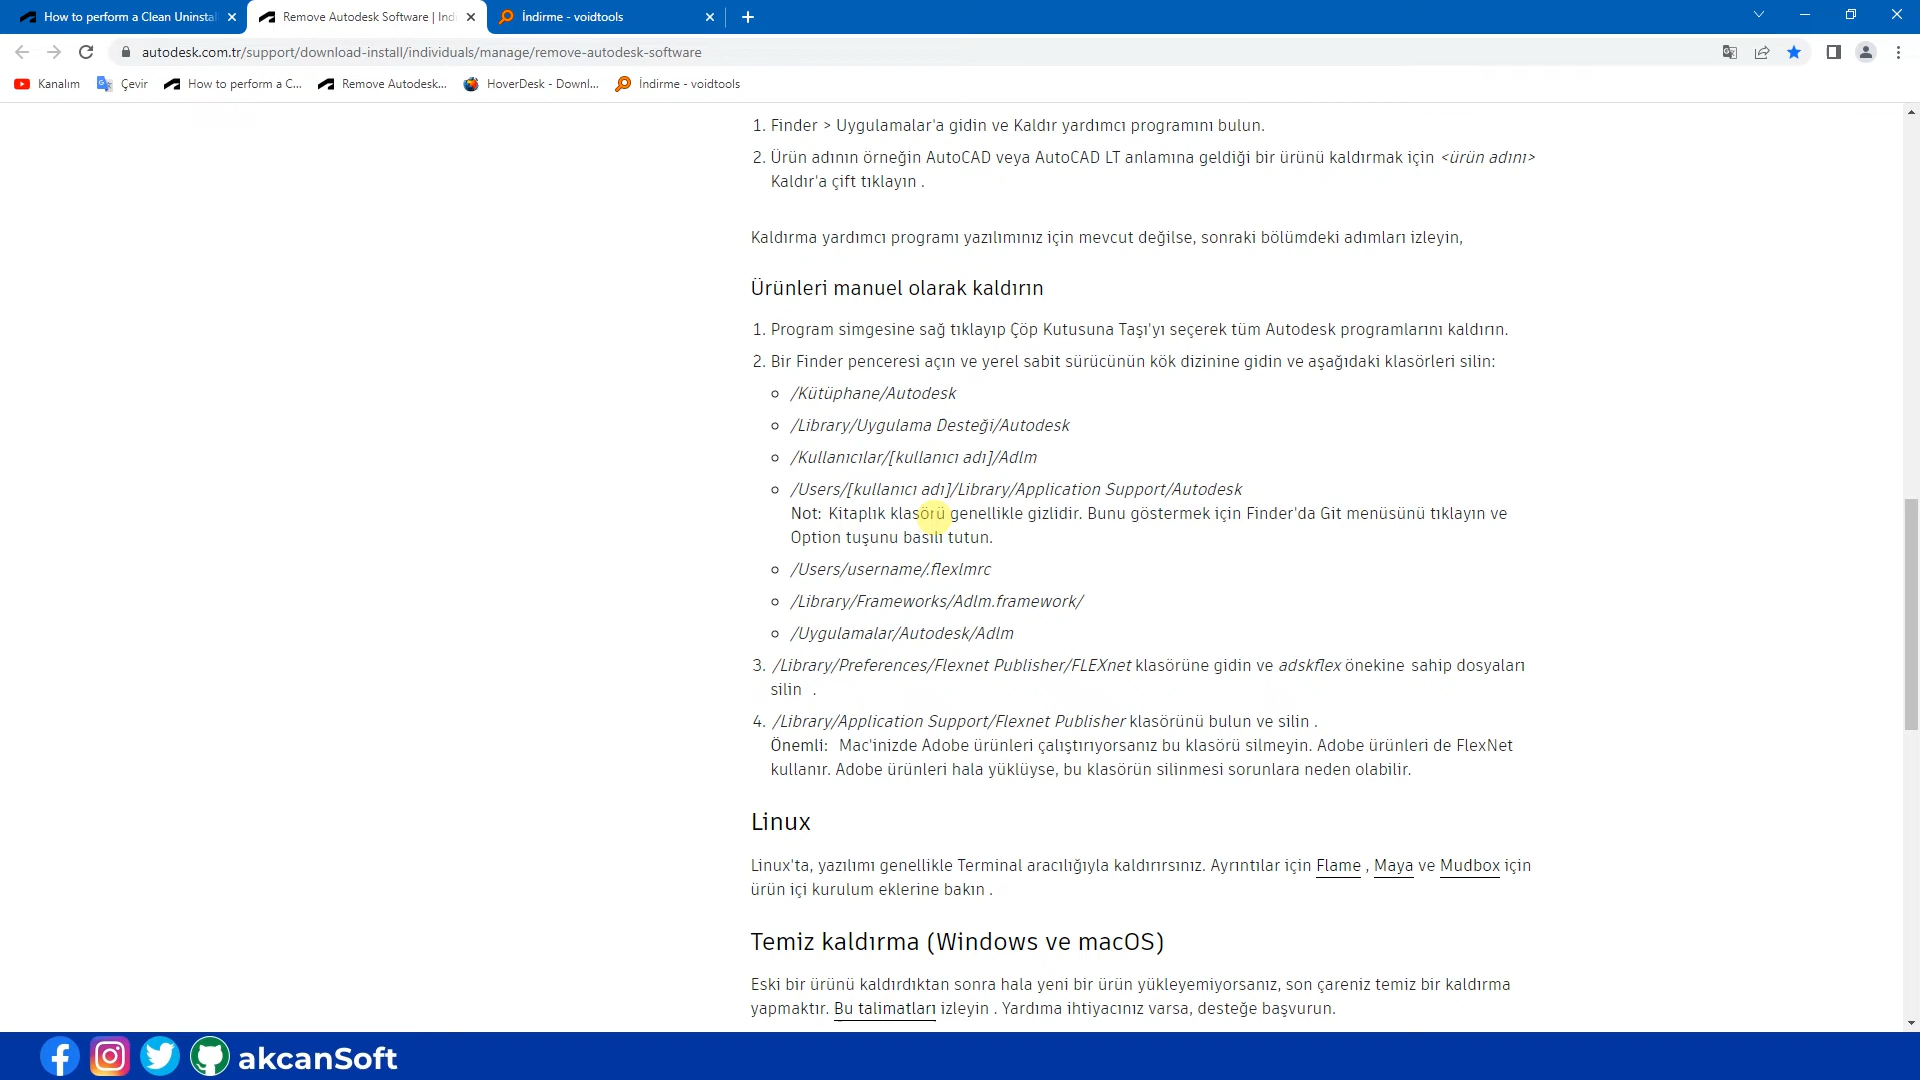 How to perform a Clean Uninstal
Remove Autodesk Software | Indi
İndirme - voidtools
autodesk.com.tr/support/download-install/individuals/manage/remove-autodesk-software
Kanalım
Çevir
How to perform a C...
Remove Autodesk...
HoverDesk - Downl...
İndirme - voidtools
1. Finder > Uygulamalar'a gidin ve Kaldır yardımcı programını bulun.
2. Ürün adının örneğin AutoCAD veya AutoCAD LT anlamına geldiği bir ürünü kaldırmak için <ürün adını>
Kaldır'a çift tıklayın .
Kaldırma yardımcı programı yazılımınız için mevcut değilse, sonraki bölümdeki adımları izleyin,
Ürünleri manuel olarak kaldırın
1. Program simgesine sağ tıklayıp Çöp Kutusuna Taşı'yı seçerek tüm Autodesk programlarını kaldırın.
2. Bir Finder penceresi açın ve yerel sabit sürücünün kök dizinine gidin ve aşağıdaki klasörleri silin:
/Kütüphane/Autodesk
/Library/Uygulama Desteği/Autodesk
/Kullanıcılar/[kullanıcı adı]/Adlm
/Users/[kullanıcı adı]/Library/Application Support/Autodesk
Not: Kitaplık klasörü genellikle gizlidir. Bunu göstermek için Finder'da Git menüsünü tıklayın ve
Option tuşunu basılı tutun.
/Users/username/.flexlmrc
/Library/Frameworks/Adlm.framework/
/Uygulamalar/Autodesk/Adlm
3. /Library/Preferences/Flexnet Publisher/FLEXnet klasörüne gidin ve adskflex önekine sahip dosyaları
silin .
4. /Library/Application Support/Flexnet Publisher klasörünü bulun ve silin .
Önemli: Mac'inizde Adobe ürünleri çalıştırıyorsanız bu klasörü silmeyin. Adobe ürünleri de FlexNet
kullanır. Adobe ürünleri hala yüklüyse, bu klasörün silinmesi sorunlara neden olabilir.
Linux
Linux'ta, yazılımı genellikle Terminal aracılığıyla kaldırırsınız. Ayrıntılar için Flame , Maya ve Mudbox için
ürün içi kurulum eklerine bakın .
Temiz kaldırma (Windows ve macOS)
Eski bir ürünü kaldırdıktan sonra hala yeni bir ürün yükleyemiyorsanız, son çareniz temiz bir kaldırma
yapmaktır. Bu talimatları izleyin . Yardıma ihtiyacınız varsa, desteğe başvurun.
akcanSoft